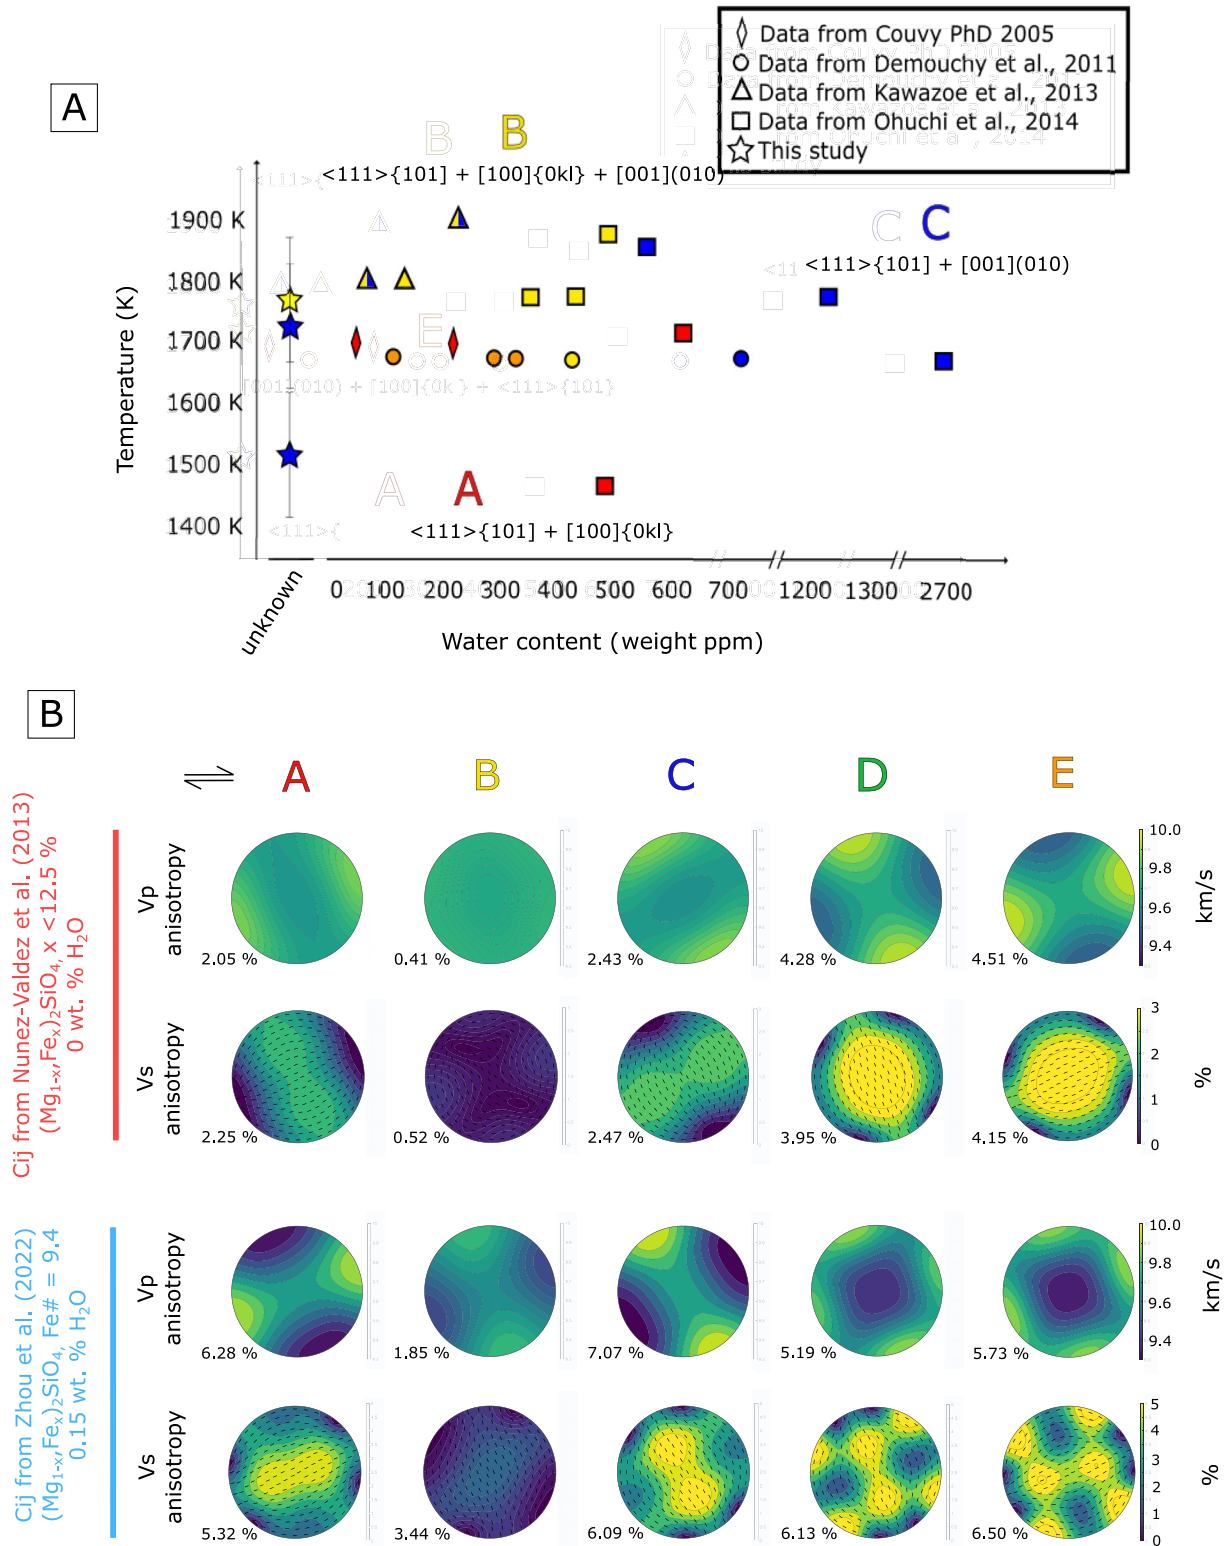 Data from Couvy PhD 2005
Data from Demouchy et al., 2011
Data from Kawazoe et al., 2013
Data from Ohuchi et al., 2014
This study
A
B
<111>{101} + [100]{0kl} + [001](010)
C
<111>{101} + [001](010)
E
[001](010) + [100]{0k } + <111>{101}
A
<111>{101} + [100]{0kl}
Temperature (K)
1900 K
1800 K
1700 K
1600 K
1500 K
1400 K
unknown
0 100 200 300 400 500 600 700 1200 1300 2700
Water content (weight ppm)
B
A B C D E
Cij from Nunez-Valdez et al. (2013)
(Mg1-x,Fex)2SiO4, x <12.5 %
0 wt. % H2O
Vp
anisotropy
2.05 % 0.41 % 2.43 % 4.28 % 4.51 %
10.0
9.8
9.6
9.4
km/s
Vs
anisotropy
2.25 % 0.52 % 2.47 % 3.95 % 4.15 %
3
2
1
0
%
Cij from Zhou et al. (2022)
(Mg1-x,Fex)2SiO4, Fe# = 9.4
0.15 wt. % H2O
Vp
anisotropy
6.28 % 1.85 % 7.07 % 5.19 % 5.73 %
10.0
9.8
9.6
9.4
km/s
Vs
anisotropy
5.32 % 3.44 % 6.09 % 6.13 % 6.50 %
5
4
3
2
1
0
%